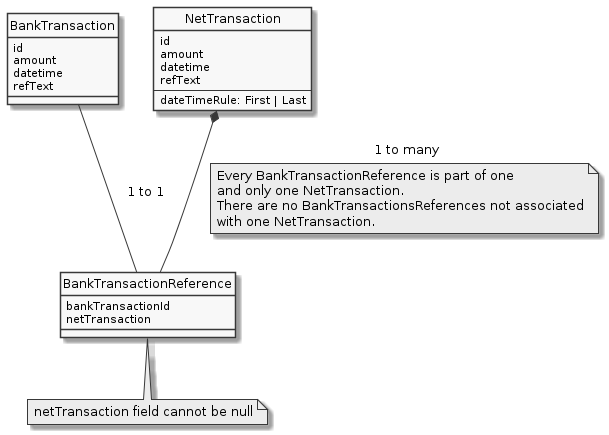 BankTransaction
id
amount
datetime
refText
NetTransaction
id
amount
datetime
refText
dateTimeRule: First | Last
1 to many
Every BankTransactionReference is part of one
and only one NetTransaction.
There are no BankTransactionsReferences not associated
with one NetTransaction.
1 to 1
BankTransactionReference
bankTransactionId
netTransaction
netTransaction field cannot be null